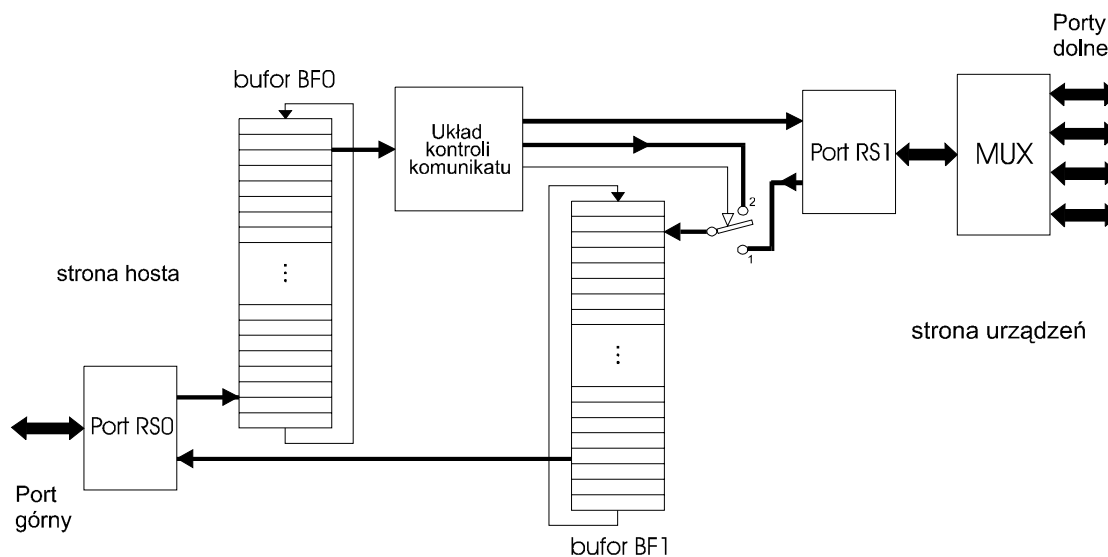 Porty
dolne
bufor BF0
Układ
kontroli
komunikatu
Port RS1
MUX
2
1
strona hosta
strona urządzeń
Port RS0
Port
górny
bufor BF1